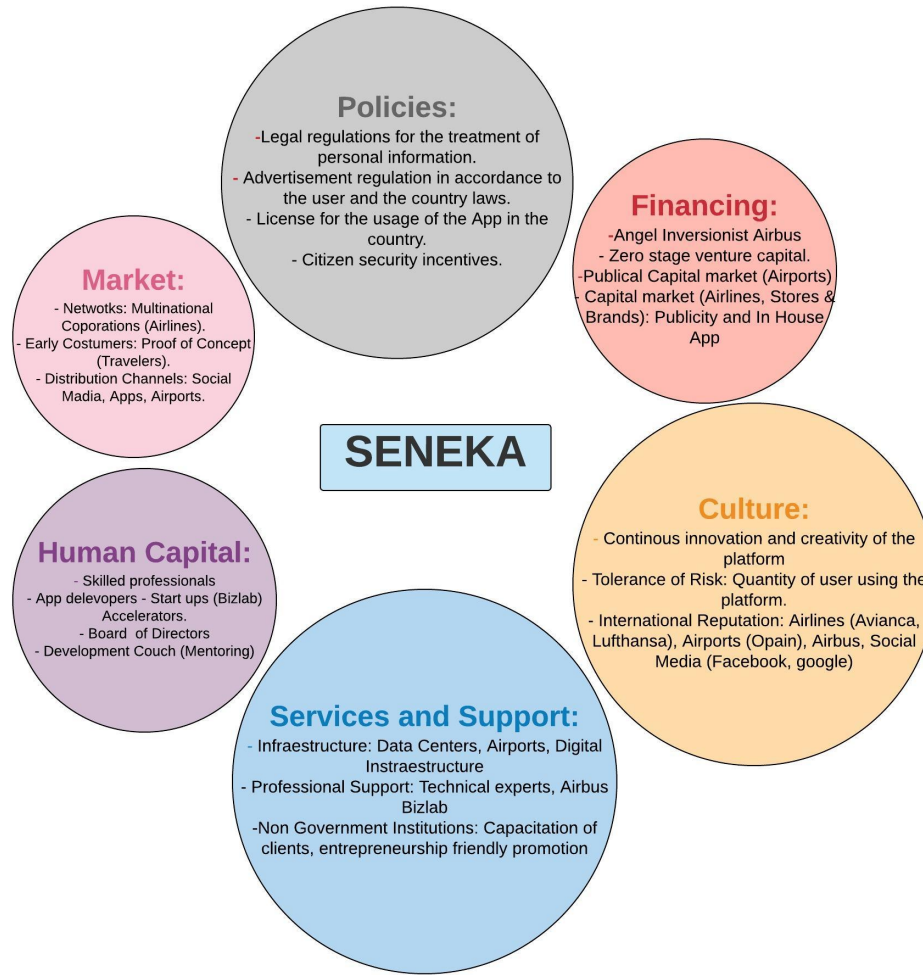 Policies:
-Legal regulations for the treatment of
personal information.
- Advertisement regulation in accordance to
the user and the country laws.
- License for the usage of the App in the
country.
- Citizen security incentives.
Financing:
-Angel Inversionist Airbus
- Zero stage venture capital.
-Publical Capital market (Airports)
- Capital market (Airlines, Stores &
Brands): Publicity and In House
App
Market:
- Netwotks: Multinational
Coporations (Airlines).
- Early Costumers: Proof of Concept
(Travelers).
- Distribution Channels: Social
Madia, Apps, Airports.
SENEKA
Culture:
- Continous innovation and creativity of the
platform
- Tolerance of Risk: Quantity of user using the
platform.
- International Reputation: Airlines (Avianca,
Lufthansa), Airports (Opain), Airbus, Social
Media (Facebook, google)
Human Capital:
- Skilled professionals
- App delevopers - Start ups (Bizlab)
Accelerators.
- Board of Directors
- Development Couch (Mentoring)
Services and Support:
- Infraestructure: Data Centers, Airports, Digital
Instraestructure
- Professional Support: Technical experts, Airbus
Bizlab
-Non Government Institutions: Capacitation of
clients, entrepreneurship friendly promotion